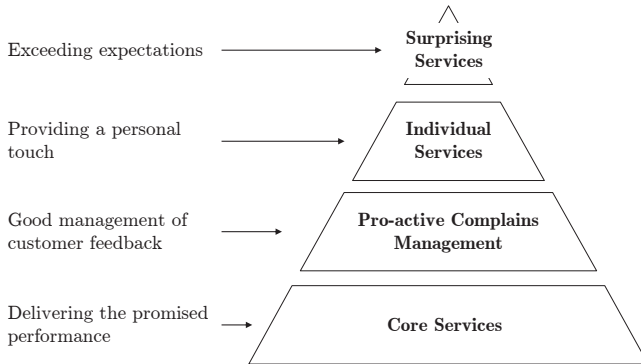 Exceeding expectations
Surprising
Services
Providing a personal
touch
Individual
Services
Good management of
customer feedback
Pro-active Complains
Management
Delivering the promised
performance
Core Services